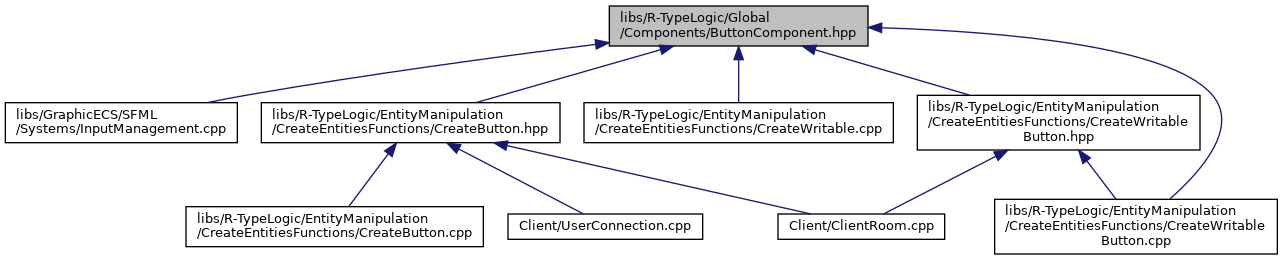 libs/R-TypeLogic/Global
/Components/ButtonComponent.hpp
libs/GraphicECS/SFML
/Systems/InputManagement.cpp
libs/R-TypeLogic/EntityManipulation
/CreateEntitiesFunctions/CreateButton.hpp
libs/R-TypeLogic/EntityManipulation
/CreateEntitiesFunctions/CreateWritable.cpp
libs/R-TypeLogic/EntityManipulation
/CreateEntitiesFunctions/CreateWritable
Button.hpp
libs/R-TypeLogic/EntityManipulation
/CreateEntitiesFunctions/CreateButton.cpp
Client/UserConnection.cpp
Client/ClientRoom.cpp
libs/R-TypeLogic/EntityManipulation
/CreateEntitiesFunctions/CreateWritable
Button.cpp